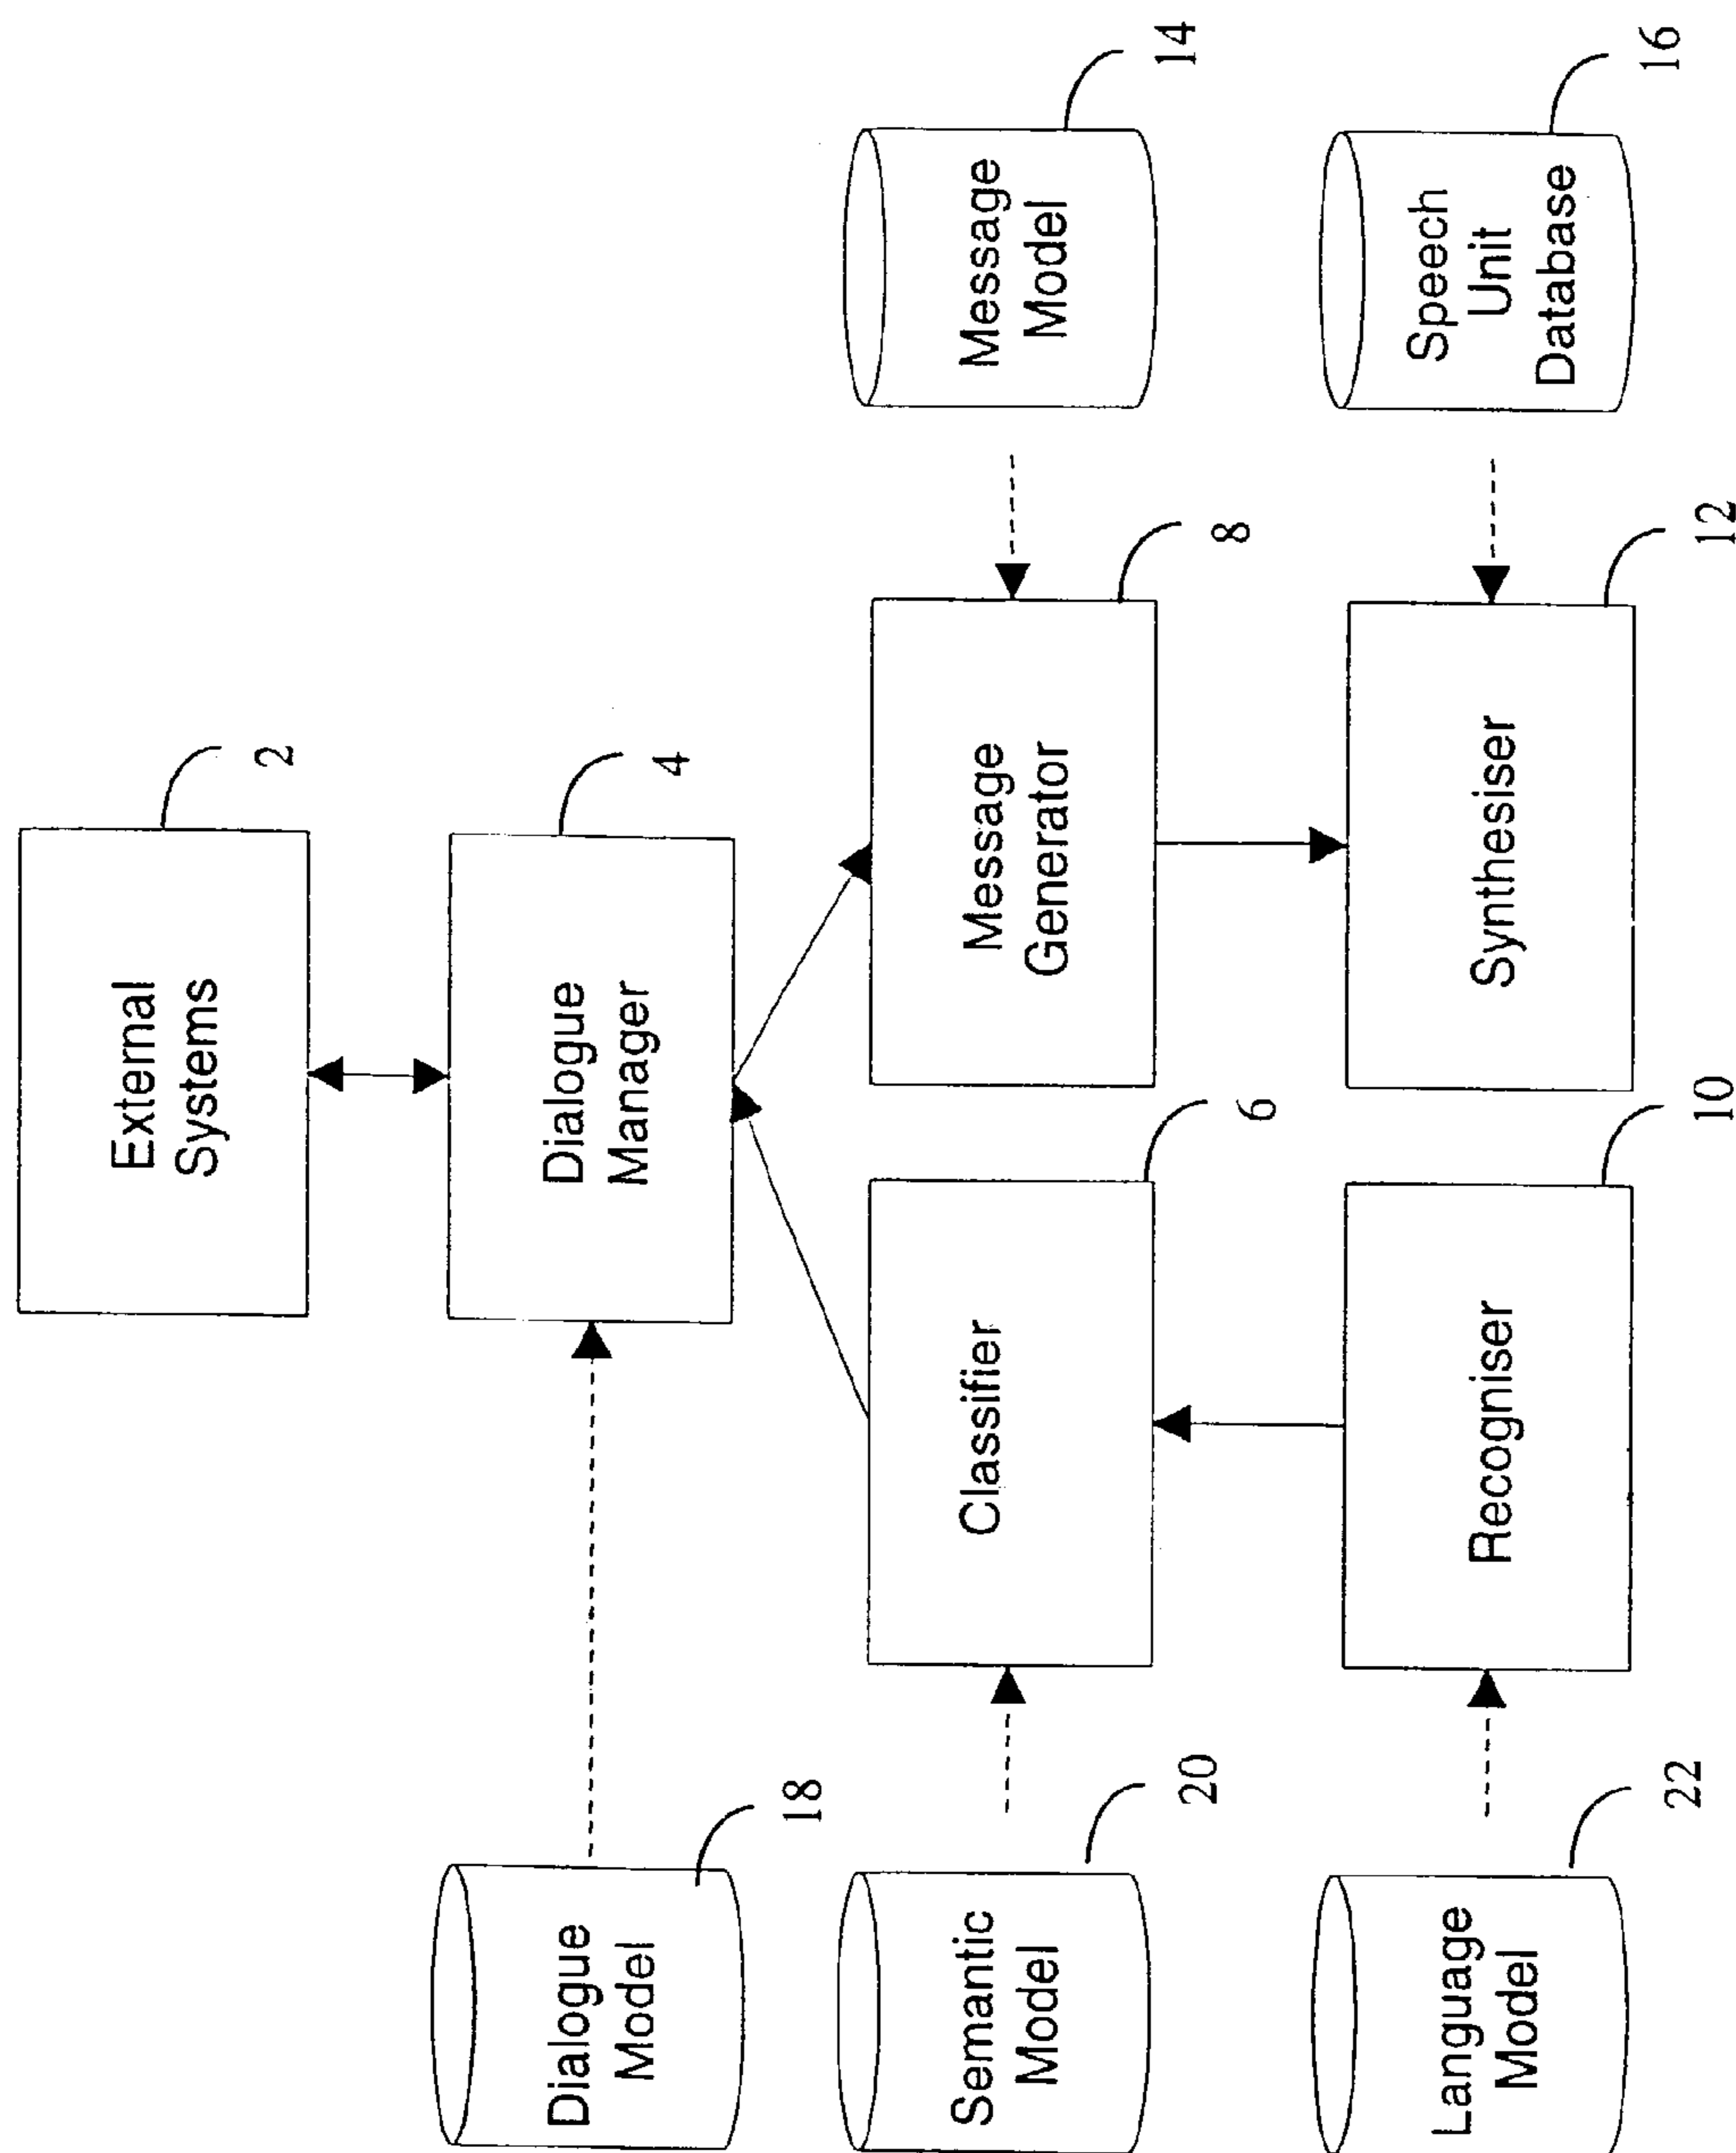 External
Systems
2
Dialogue
Model
18
Dialogue
Manager
4
Semantic
Model
20
Classifier
6
Message
Generator
8
Message
Model
14
Language
Model
22
Recogniser
10
Synthesiser
12
Speech
Unit
Database
16